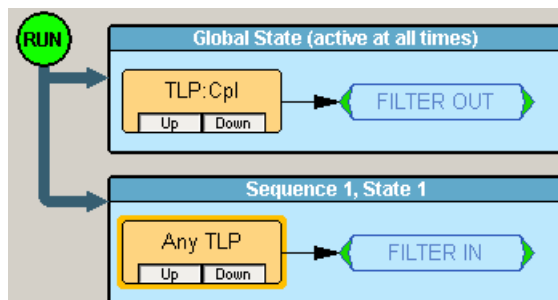 RUN
Global State (active at all times)
TLP:Cpl
FILTER OUT
Up Down
Sequence 1, State 1
Any TLP
FILTER IN
Up Down